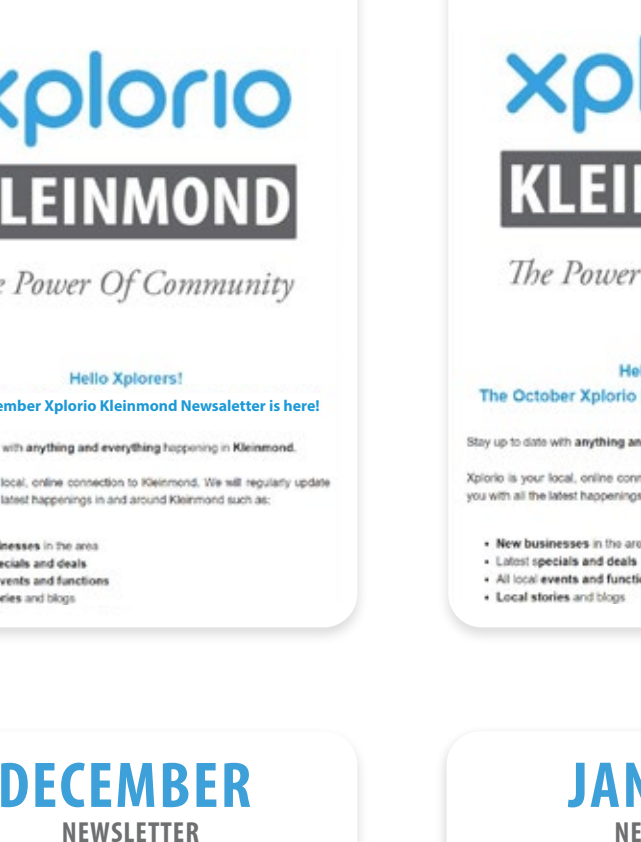 xplorio
LEINMOND
e Power Of Community
Hello Xplorers!
ember Xplorio Kleinmond Newsaletter is here!
with anything and everything happening in Kleinmond.
local, online connection to Kleinmond. We will regularly update
latest happenings in and around Kleinmond such as:
inesses in the area
ecials and deals
vents and functions
ries and blogs
xpl
KLEIN
The Power
Hel
The October Xplorio
Stay up to date with anything an
Xplorio is your local, online conn
you with all the latest happenings
• New businesses in the are
• Latest specials and deals
• All local events and functi
• Local stories and blogs
DECEMBER
NEWSLETTER
JAN
NE